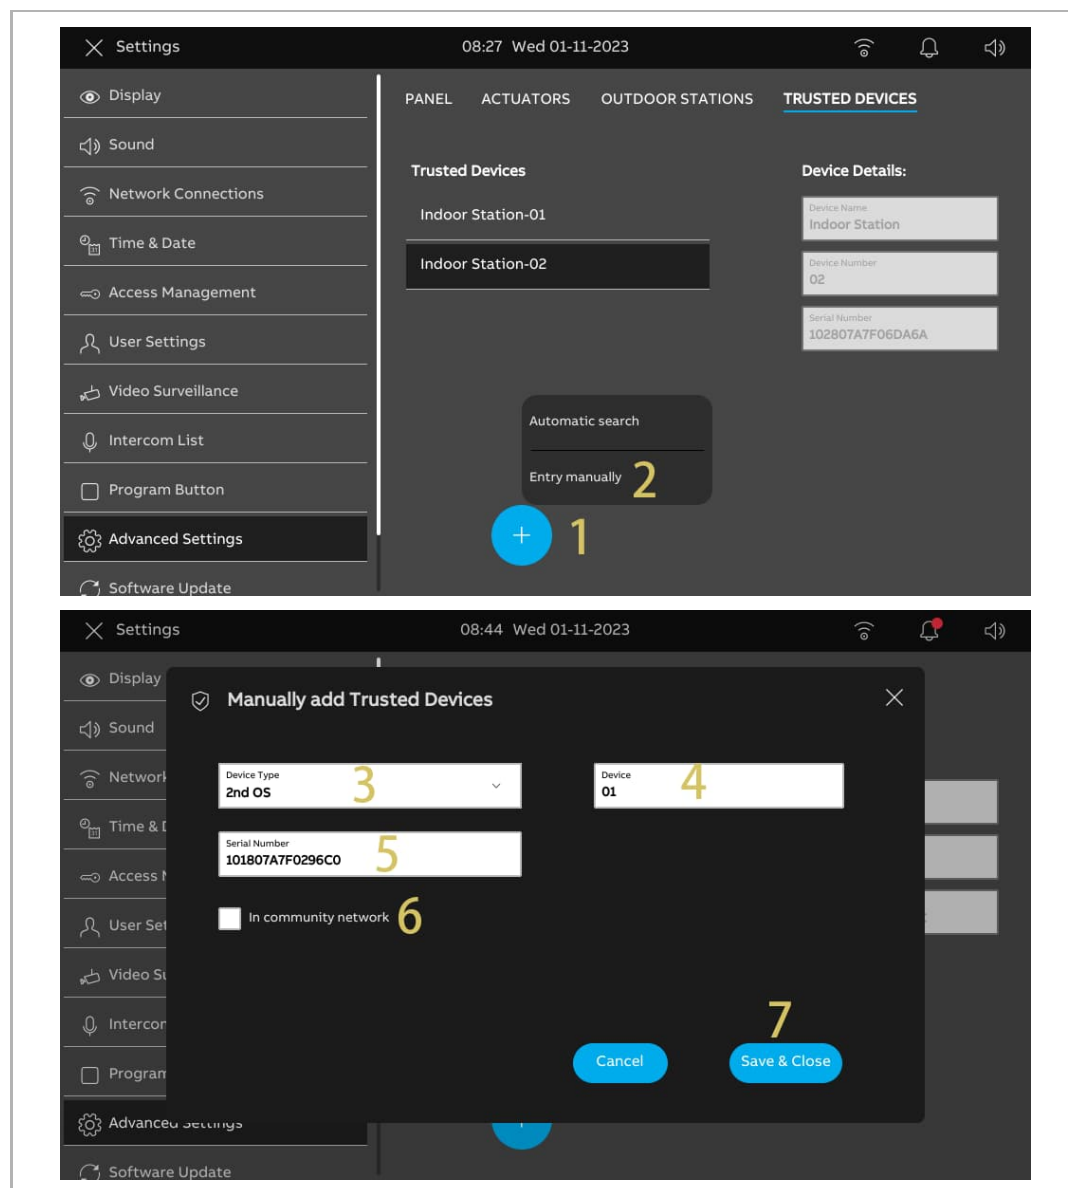 Settings
08:27 Wed 01-11-2023
Display
Sound
Network Connections
Time & Date
Access Management
User Settings
Video Surveillance
Intercom List
Program Button
Advanced Settings
Software Update
PANEL ACTUATORS OUTDOOR STATIONS TRUSTED DEVICES
Trusted Devices
Indoor Station-01
Indoor Station-02
Device Details:
Device Name
Indoor Station
Device Number
02
Serial Number
102807A7F06DA6A
Automatic search
Entry manually 2
+ 1
Settings
08:44 Wed 01-11-2023
Display
Sound
Network
Time &
Access
User Set
Video Su
Intercor
Program
Advanced Settings
Software Update
Manually add Trusted Devices
Device Type
2nd OS
3
Device
01
4
Serial Number
101807A7F0296C0
5
In community network 6
7
Cancel
Save & Close